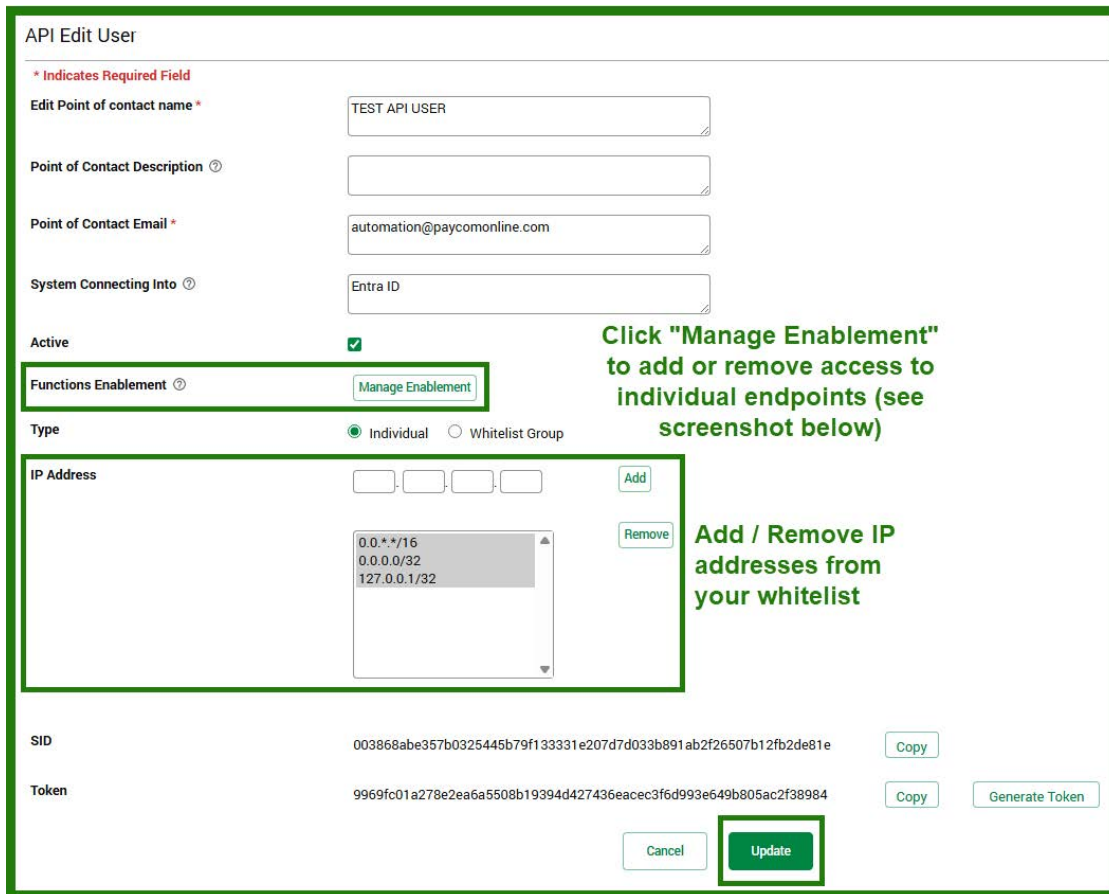 API Edit User
* Indicates Required Field
Edit Point of contact name *
TEST API USER
Point of Contact Description ?
Point of Contact Email *
automation@paycomonline.com
System Connecting Into ?
Entra ID
Active
Click "Manage Enablement"
to add or remove access to
individual endpoints (see
screenshot below)
Functions Enablement ?
Manage Enablement
Type
Individual
Whitelist Group
IP Address
. . .
Add
0.0.*.*/16
0.0.0.0/32
127.0.0.1/32
Remove
Add / Remove IP
addresses from
your whitelist
SID
003868abe357b0325445b79f133331e207d7d033b891ab2f26507b12fb2de81e
Copy
Token
9969fc01a278e2ea6a5508b19394d427436eacec3f6d993e649b805ac2f38984
Copy
Generate Token
Cancel
Update